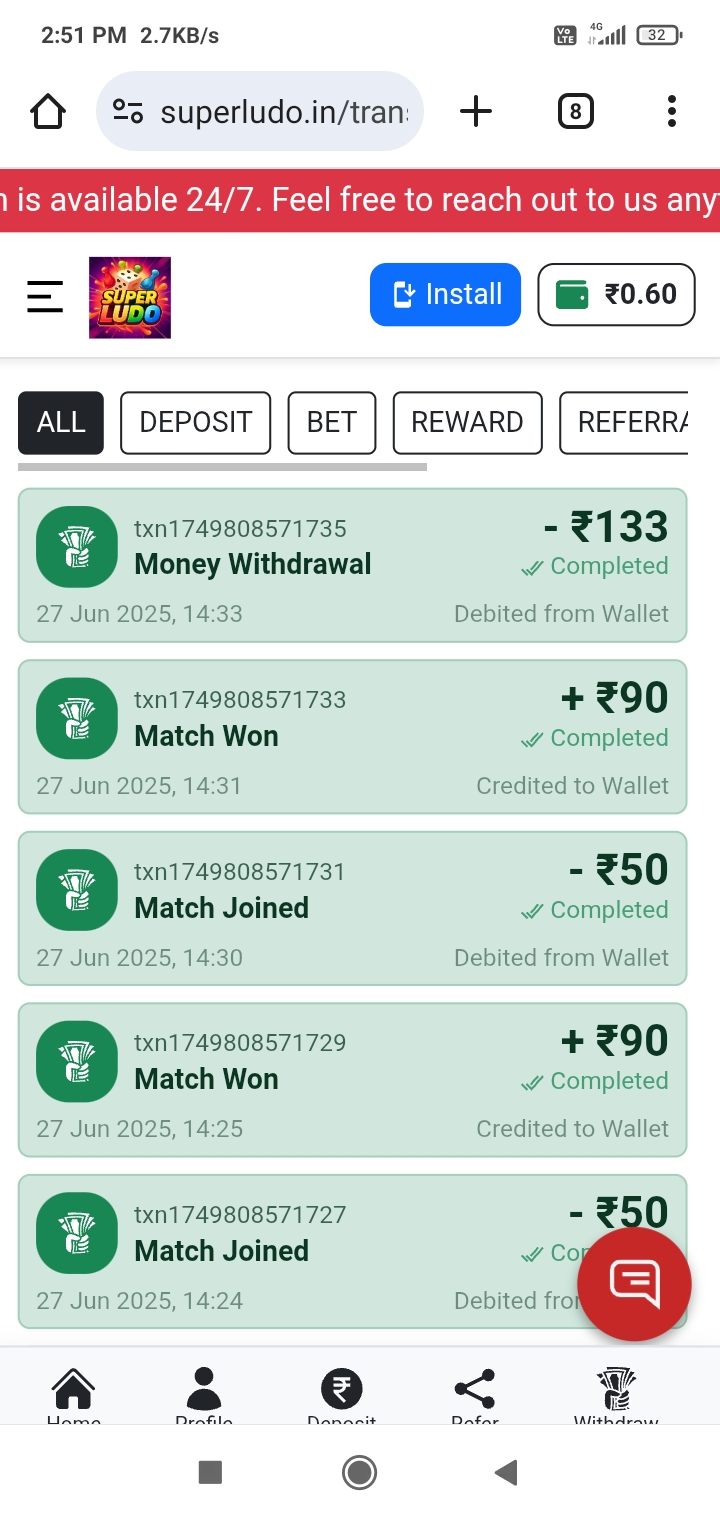 2:51 PM 2.7KB/s
Vo LTE 4G 32
superludo.in/tran
8
is available 24/7. Feel free to reach out to us any
SUPER
LUDO
Install
₹0.60
ALL DEPOSIT BET REWARD REFERRA
txn1749808571735
- ₹133
Money Withdrawal
Completed
27 Jun 2025, 14:33
Debited from Wallet
txn1749808571733
+ ₹90
Match Won
Completed
27 Jun 2025, 14:31
Credited to Wallet
txn1749808571731
- ₹50
Match Joined
Completed
27 Jun 2025, 14:30
Debited from Wallet
txn1749808571729
+ ₹90
Match Won
Completed
27 Jun 2025, 14:25
Credited to Wallet
txn1749808571727
- ₹50
Match Joined
Co
27 Jun 2025, 14:24
Debited fro
Home Profile Deposit Refer Withdraw